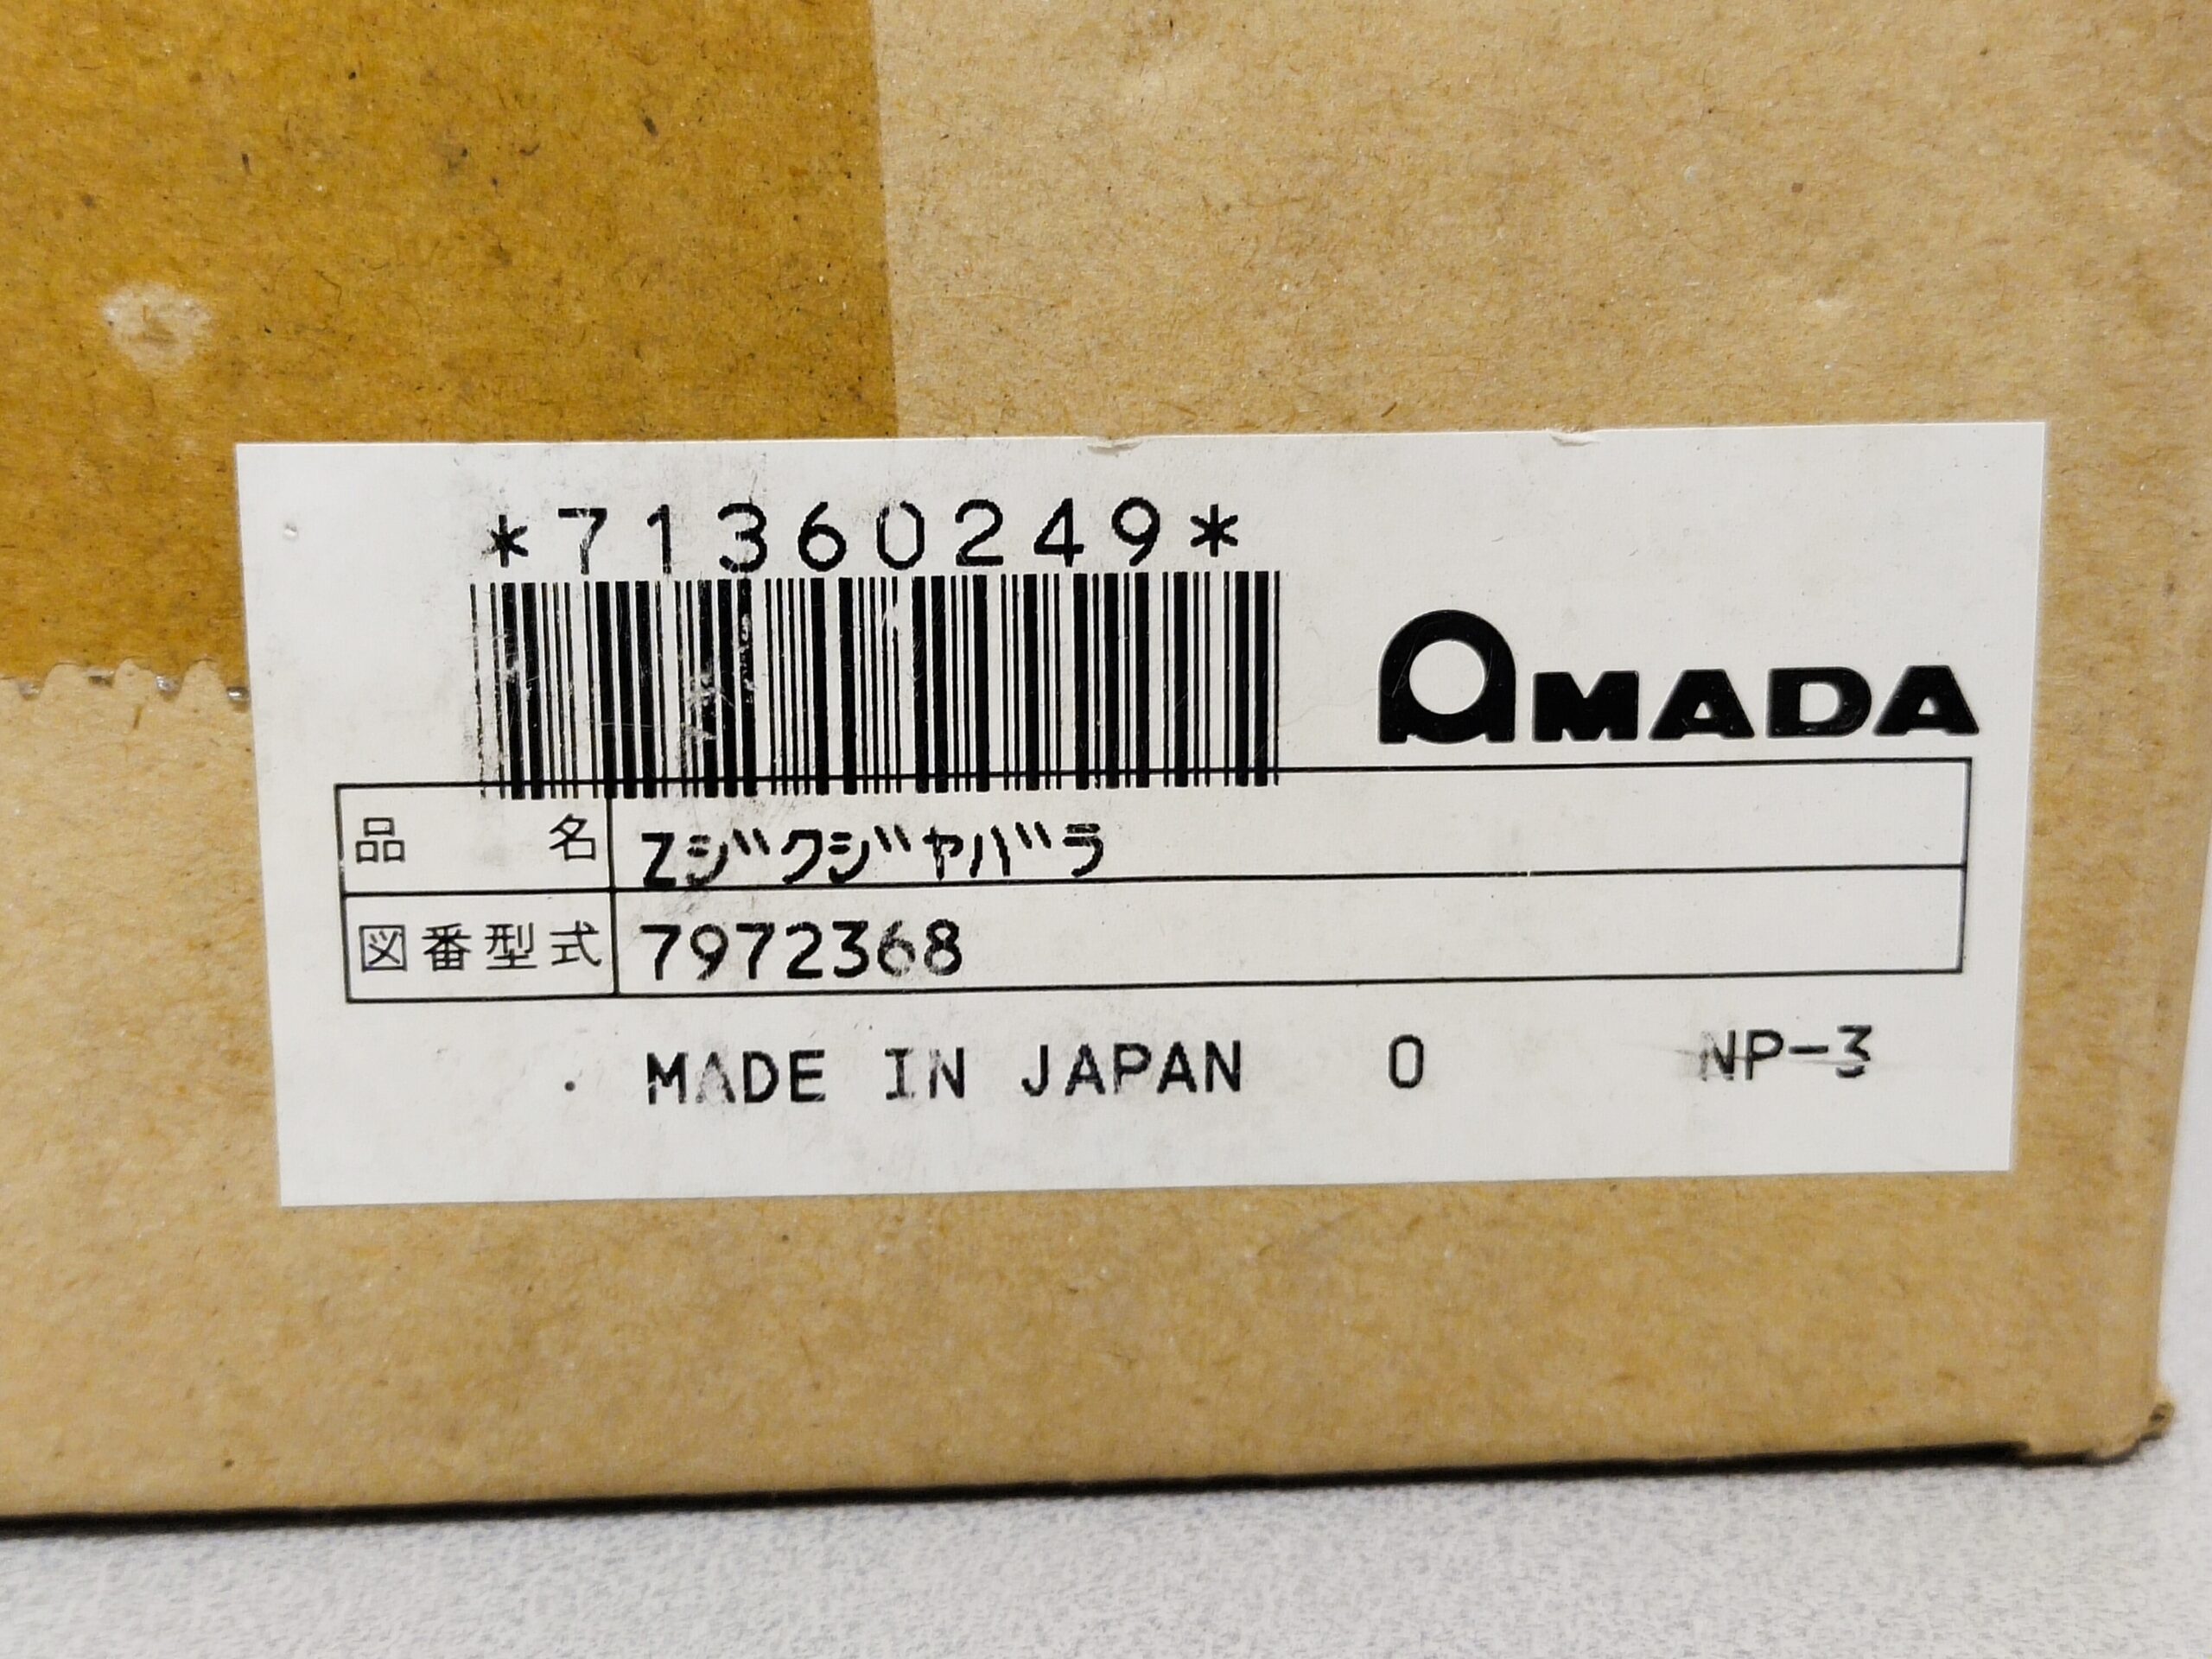 *71360249*
AMADA
品名 Zジクジヤバラ
図番型式 7972368
MADE IN JAPAN 0 NP-3